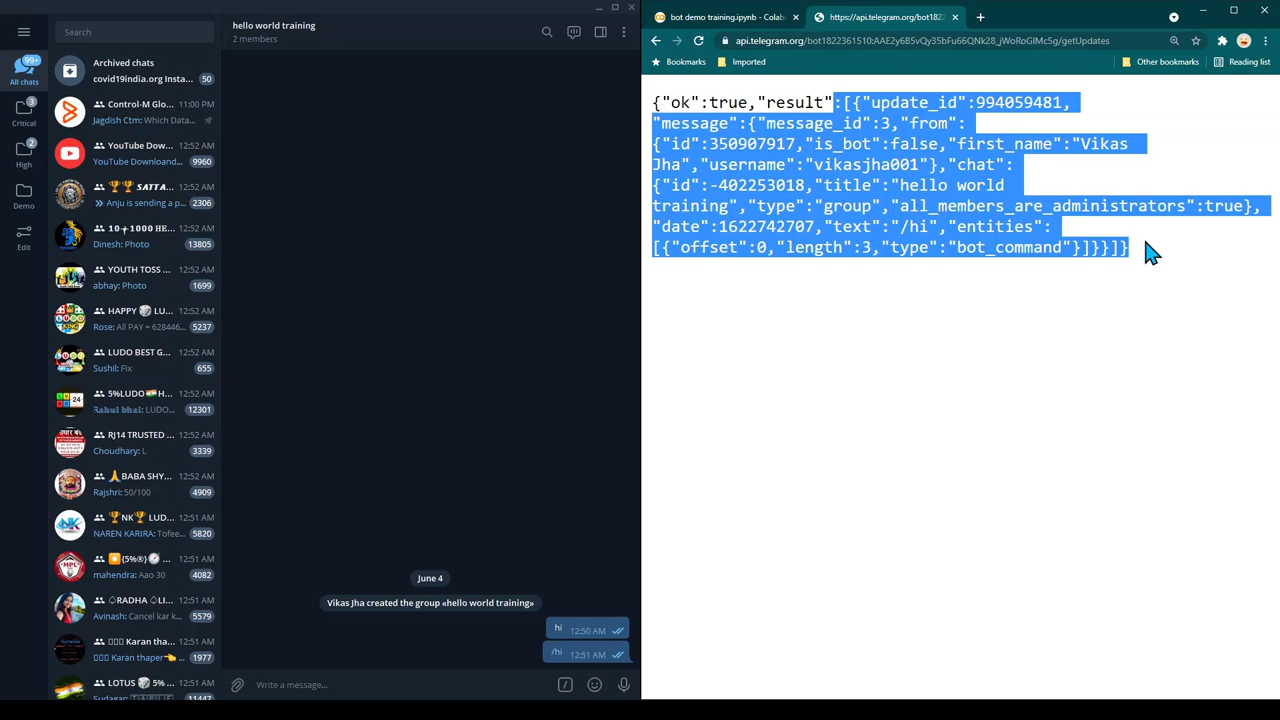 Search
All chats
99+
Critical
3
High
2
Demo
Edit
Archived chats
covid19india.org Insta...
50
Control-M Glo...
11:00 PM
Jagdish Ctm: Which Data...
YouTube Dow...
12:52 AM
YouTube Downloand...
9960
🏆🏆 SATTA...
12:52 AM
Anju is sending a p...
2306
10➕1000 HE...
12:52 AM
Dinesh: Photo
13805
YOUTH TOSS ...
12:52 AM
abhay: Photo
1699
HAPPY 🎲 LU...
12:52 AM
Rose: All PAY = 628446...
5237
LUDO BEST G...
12:52 AM
Sushil: Fix
655
5%LUDO🇮🇳H...
12:52 AM
Rahul bhai: LUDO...
12301
RJ14 TRUSTED ...
12:52 AM
Choudhary: L
3339
🙏BABA SHY...
12:52 AM
Rajshri: 50/100
4909
🏆NK🏆 LUD...
12:51 AM
NAREN KARIRA: Tofee...
5820
{5%®}...
12:51 AM
mahendra: Aao 30
4082
♤RADHA ♤LI...
12:51 AM
Avinash: Cancel kar k...
5579
Karan tha...
12:51 AM
Karan thaper👈 ...
1977
LOTUS 🎲 5% ...
12:51 AM
11447
hello world training
2 members
June 4
Vikas Jha created the group «hello world training»
hi 12:50 AM
/hi 12:51 AM
Write a message...
bot demo training.ipynb - Colab
https://api.telegram.org/bot1822
api.telegram.org/bot1822361510:AAE2y6B5vQy35bFu66QNk28_jWoRoGIMc5g/getUpdates
Bookmarks
Imported
Other bookmarks
Reading list
{"ok":true,"result":[{"update_id":994059481,
"message":{"message_id":3,"from":
{"id":350907917,"is_bot":false,"first_name":"Vikas
Jha","username":"vikasjha001"},"chat":
{"id":-402253018,"title":"hello world
training","type":"group","all_members_are_administrators":true},
"date":1622742707,"text":"/hi","entities":
[{"offset":0,"length":3,"type":"bot_command"}]}}]}